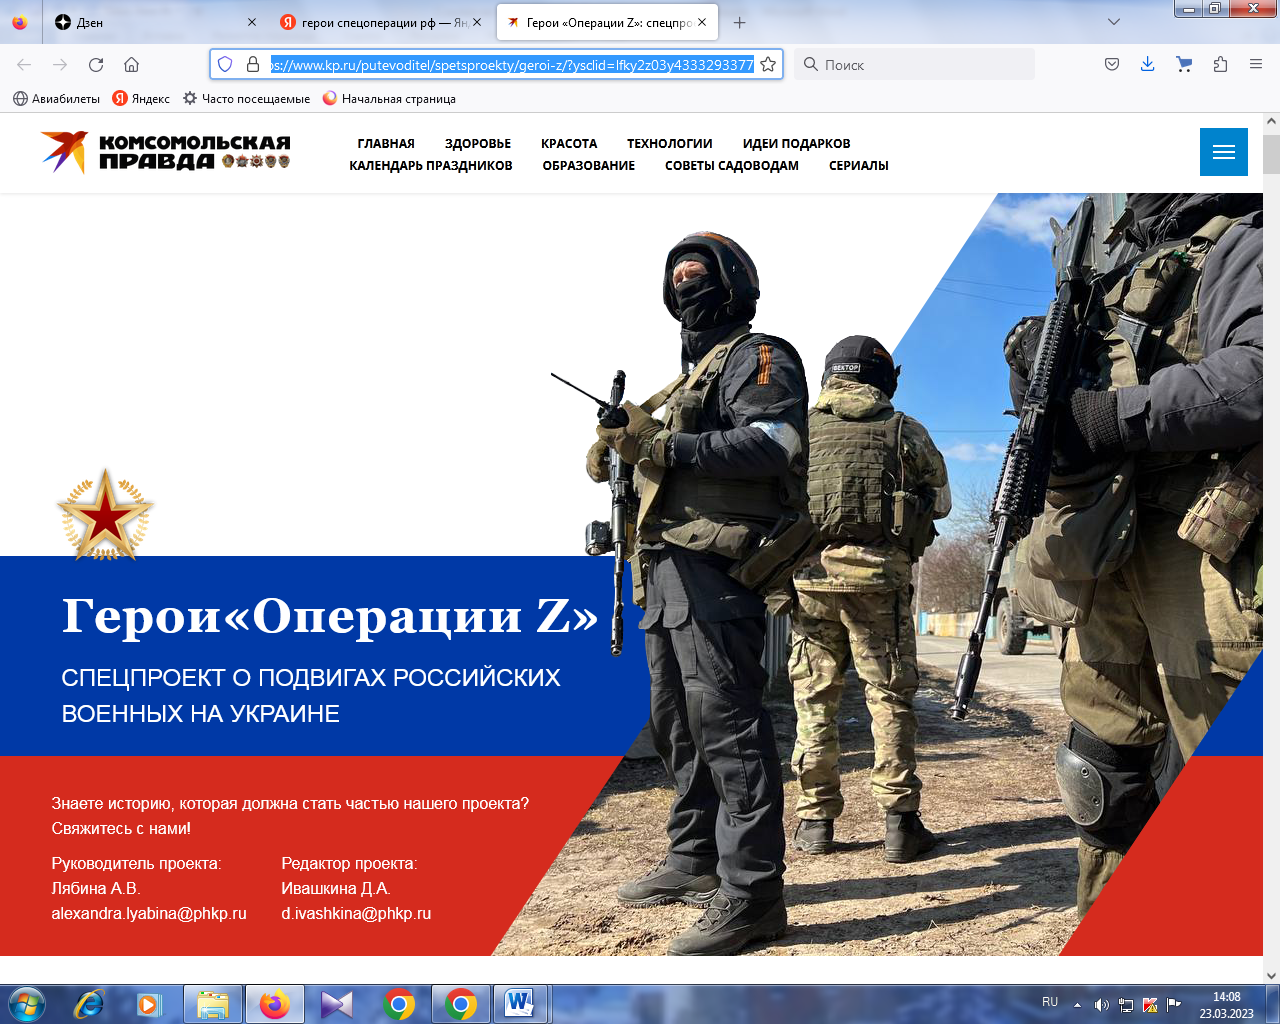 Дзен
герои спецоперации рф — Ян
Герои «Операции Z»: спецпро
ps://www.kp.ru/putevoditel/spetsproekty/geroi-z/?ysclid=lfky2z03y4333293377
Поиск
Авиабилеты
Яндекс
Часто посещаемые
Начальная страница
КОМСОМОЛЬСКАЯ
ПРАВДА
ГЛАВНАЯ ЗДОРОВЬЕ КРАСОТА ТЕХНОЛОГИИ ИДЕИ ПОДАРКОВ
КАЛЕНДАРЬ ПРАЗДНИКОВ ОБРАЗОВАНИЕ СОВЕТЫ САДОВОДАМ СЕРИАЛЫ
ВЕКТОР
Герои«Операции Z»
СПЕЦПРОЕКТ О ПОДВИГАХ РОССИЙСКИХ
ВОЕННЫХ НА УКРАИНЕ
Знаете историю, которая должна стать частью нашего проекта?
Свяжитесь с нами!
Руководитель проекта: Редактор проекта:
Лябина А.В. Ивашкина Д.А.
alexandra.lyabina@phkp.ru d.ivashkina@phkp.ru
RU
14:08
23.03.2023